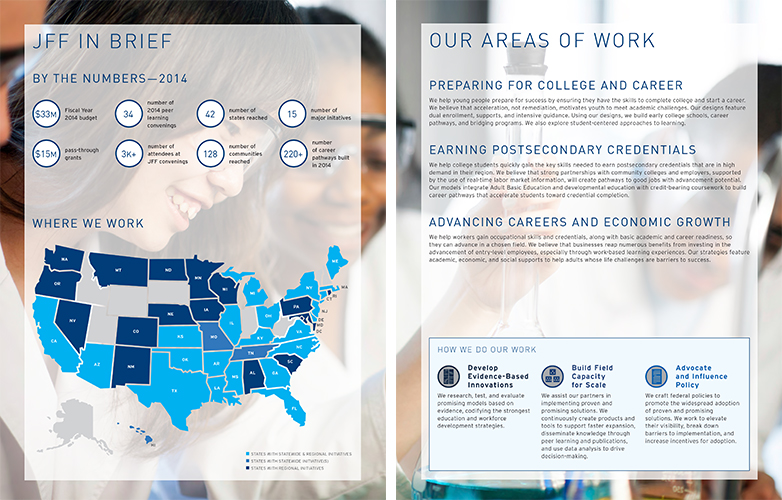 JFF IN BRIEF
BY THE NUMBERS—2014
$33M
Fiscal Year
2014 budget
34
number of
2014 peer
learning
convenings
42
number of
states reached
15
number of
major initatives
$15M
pass-through
grants
3K+
number of
attendees at
JFF convenings
128
number of
communities
reached
220+
number
of career
pathways built
in 2014
WHERE WE WORK
WA
OR
CA
NV
AZ
MT
CO
NM
ND
KS
TX
MN
IA
MO
AR
LA
WI
IL
MS
TN
KY
AL
OH
GA
FL
SC
NC
VA
PA
ME
MA
RI
CT
NJ
DE
MD
DC
HI
STATES WITH STATEWIDE & REGIONAL INITIATIVES
STATES WITH STATEWIDE INITIATIVE(S)
STATES WITH REGIONAL INITIATIVES
OUR AREAS OF WORK
PREPARING FOR COLLEGE AND CAREER
We help young people prepare for success by ensuring they have the skills to complete college and start a career.
We believe that acceleration, not remediation, motivates youth to meet academic challenges. Our designs feature
dual enrollment, supports, and intensive guidance. Using our designs, we build early college schools, career
pathways, and bridging programs. We also explore student-centered approaches to learning.
EARNING POSTSECONDARY CREDENTIALS
We help college students quickly gain the key skills needed to earn postsecondary credentials that are in high
demand in their region. We believe that strong partnerships with community colleges and employers, supported
by the use of real-time labor market information, will create pathways to good jobs with advancement potential.
Our models integrate Adult Basic Education and developmental education with credit-bearing coursework to build
career pathways that accelerate students toward credential completion.
ADVANCING CAREERS AND ECONOMIC GROWTH
We help workers gain occupational skills and credentials, along with basic academic and career readiness, so
they can advance in a chosen field. We believe that businesses reap numerous benefits from investing in the
advancement of entry-level employees, especially through work-based learning experiences. Our strategies feature
academic, economic, and social supports to help adults whose life challenges are barriers to success.
HOW WE DO OUR WORK
Develop
Evidence-Based
Innovations
We research, test, and evaluate
promising models based on
evidence, codifying the strongest
education and workforce
development strategies.
Build Field
Capacity
for Scale
We assist our partners in
implementing proven and
promising solutions. We
continuously create products and
tools to support faster expansion,
disseminate knowledge through
peer learning and publications,
and use data analysis to drive
decision-making.
Advocate
and Influence
Policy
We craft federal policies to
promote the widespread adoption
of proven and promising
solutions. We work to elevate
their visibility, break down
barriers to implementation, and
increase incentives for adoption.